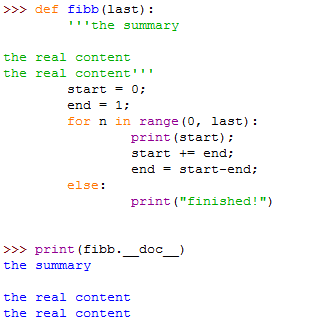 >>> def fibb(last):
        '''the summary

the real content
the real content'''
        start = 0;
        end = 1;
        for n in range(0, last):
                print(start);
                start += end;
                end = start-end;
        else:
                print("finished!")

>>> print(fibb.__doc__)
the summary

the real content
the real content